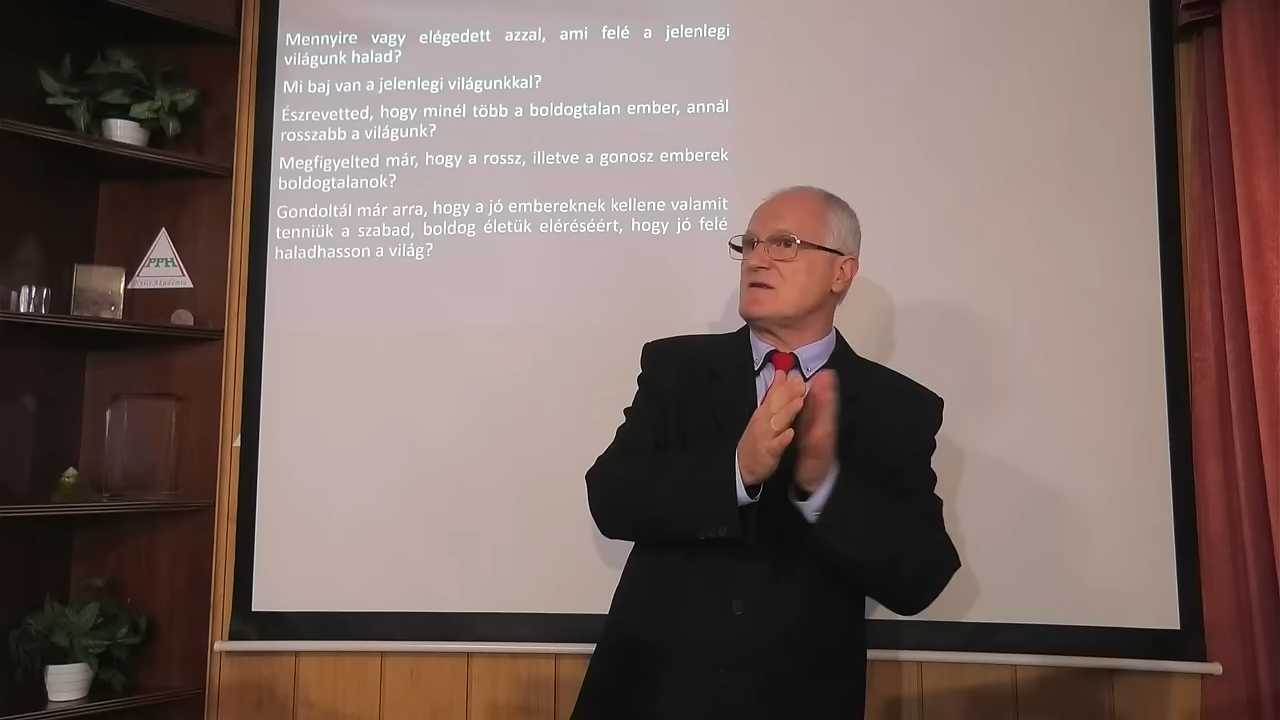 Mennyire vagy elégedett azzal, ami felé a jelenlegi
világunk halad?
Mi baj van a jelenlegi világunkkal?
Észrevetted, hogy minél több a boldogtalan ember, annál
rosszabb a világunk?
Megfigyelted már, hogy a rossz, illetve a gonosz emberek
boldogtalanok?
Gondoltál már arra, hogy a jó embereknek kellene valamit
tenniük a szabad, boldog életük eléréséért, hogy jó felé
haladhasson a világ?
PPH
Nyílt Akadémia